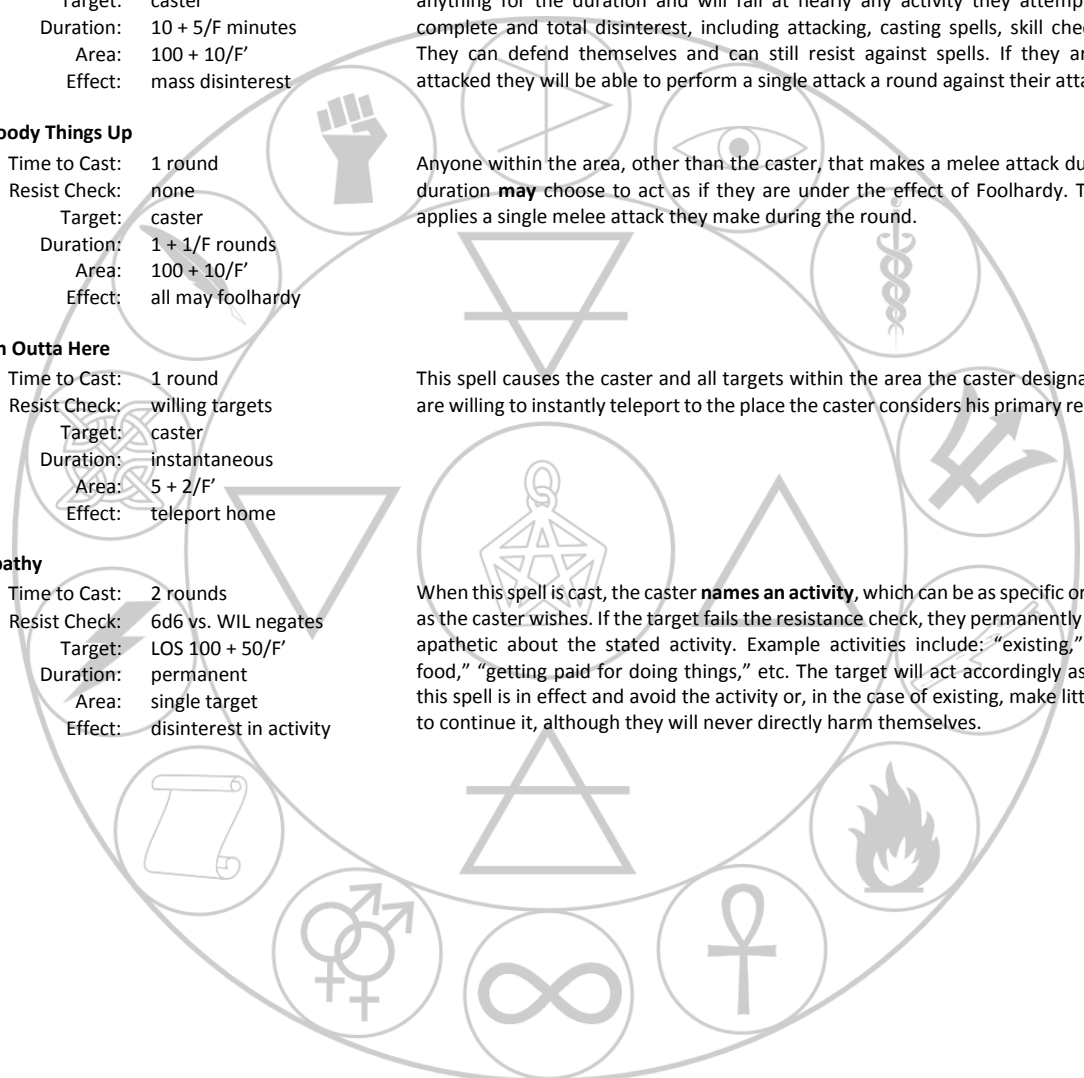 Target: caster
Duration: 10 + 5/F minutes
Area: 100 + 10/F'
Effect: mass disinterest
anything for the duration and will fail at nearly any activity they
complete and total disinterest, including attacking, casting spells, skill
They can defend themselves and can still resist against spells. If they
attacked they will be able to perform a single attack a round against their
Things Up
Time to Cast: 1 round
Resist Check: none
Target: caster
Duration: 1 + 1/F rounds
Area: 100 + 10/F'
Effect: all may foolhardy
Anyone within the area, other than the caster, that makes a melee attack
duration may choose to act as if they are under the effect of Foolhardy.
applies a single melee attack they make during the round.
Outta Here
Time to Cast: 1 round
Resist Check: willing targets
Target: caster
Duration: instantaneous
Area: 5 + 2/F'
Effect: teleport home
This spell causes the caster and all targets within the area the caster
are willing to instantly teleport to the place the caster considers his primary
Time to Cast: 2 rounds
Resist Check: 6d6 vs. WIL negates
Target: LOS 100 + 50/F'
Duration: permanent
Area: single target
Effect: disinterest in activity
When this spell is cast, the caster names an activity, which can be as specific or
as the caster wishes. If the target fails the resistance check, they permanently
apathetic about the stated activity. Example activities include: “existing,”
food,” “getting paid for doing things,” etc. The target will act accordingly as
this spell is in effect and avoid the activity or, in the case of existing, make
to continue it, although they will never directly harm themselves.